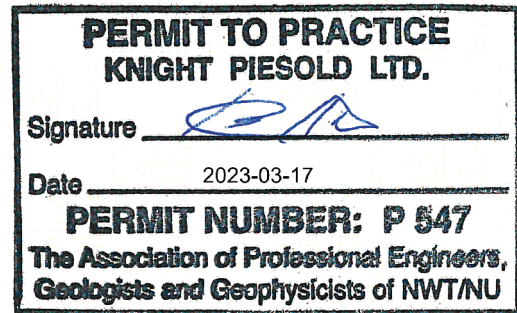 PERMIT TO PRACTICE
KNIGHT PIESOLD LTD.
Signature
Date 2023-03-17
PERMIT NUMBER: P 547
The Association of Professional Engineers,
Geologists and Geophysicists of NWT/NU